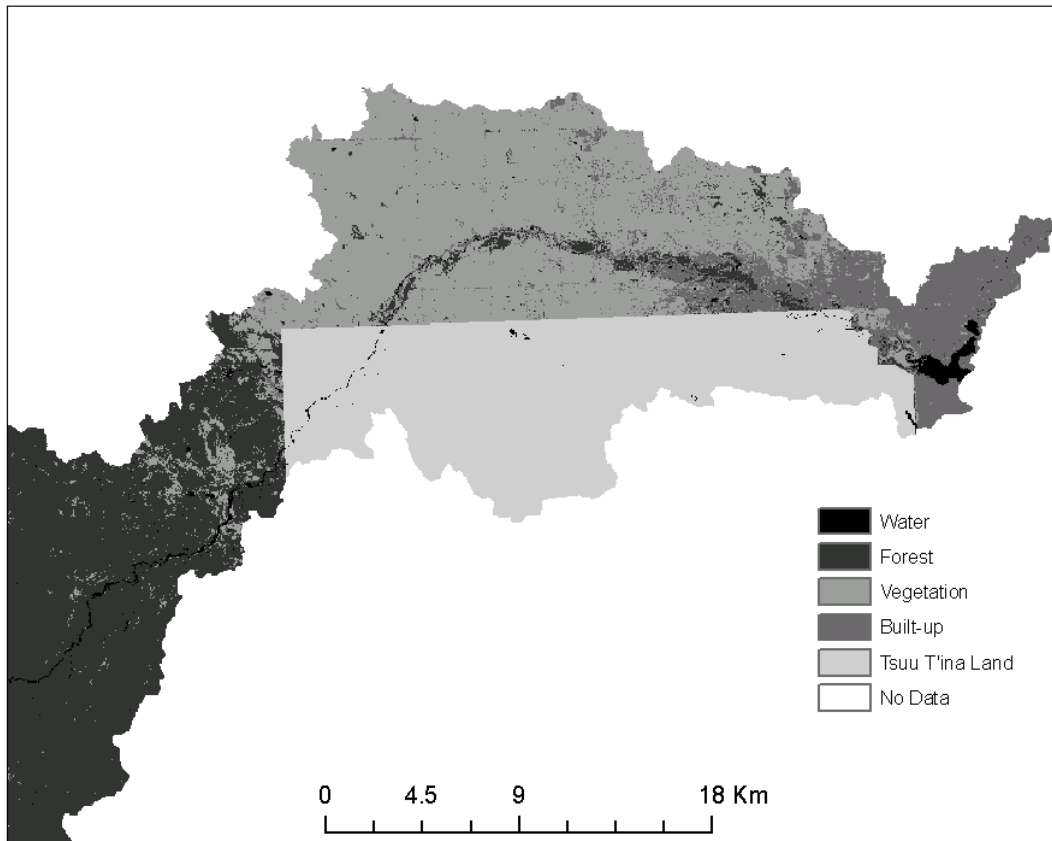 Water
Forest
Vegetation
Built-up
Tsuu T'ina Land
No Data
0 4.5 9 18 Km